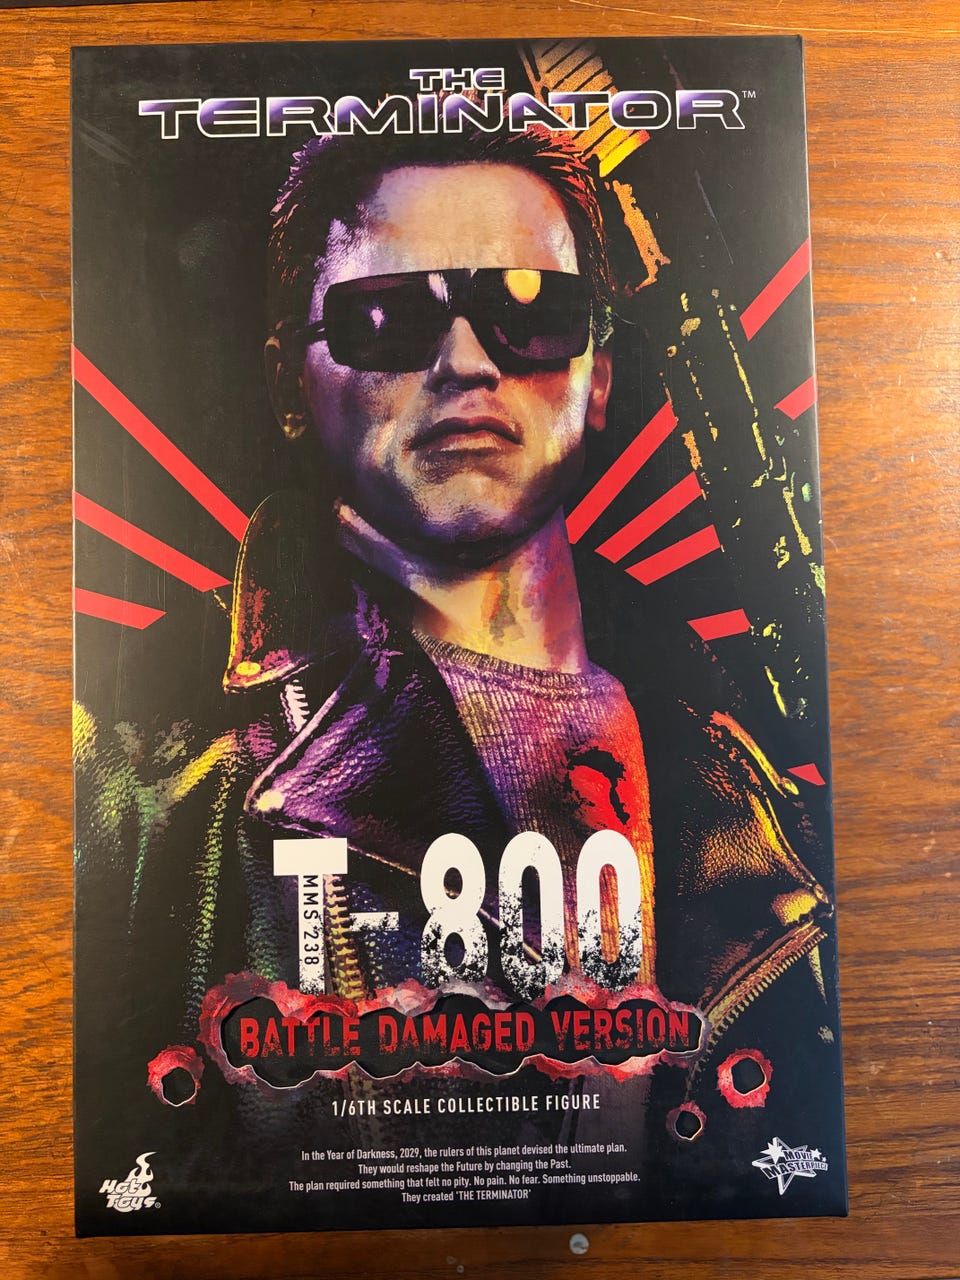 THE
TERMINATOR™
T-800
MMS 238
BATTLE DAMAGED VERSION
1/6TH SCALE COLLECTIBLE FIGURE
In the Year of Darkness, 2029, the rulers of this planet devised the ultimate plan.
They would reshape the Future by changing the Past.
The plan required something that felt no pity. No pain. No fear. Something unstoppable.
They created 'THE TERMINATOR'
Hot
Toys®
MOVIE
MASTERPIECE